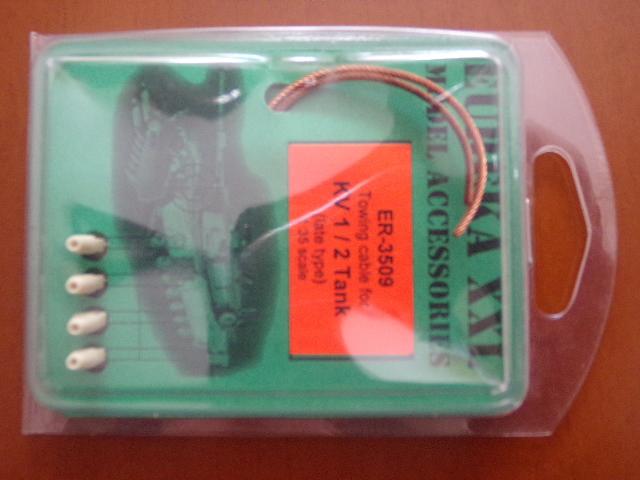 EUREKA XXL
MODEL ACCESSORIES
ER-3509
Towing cable for
KV 1 / 2 Tank
(late type)
35 scale